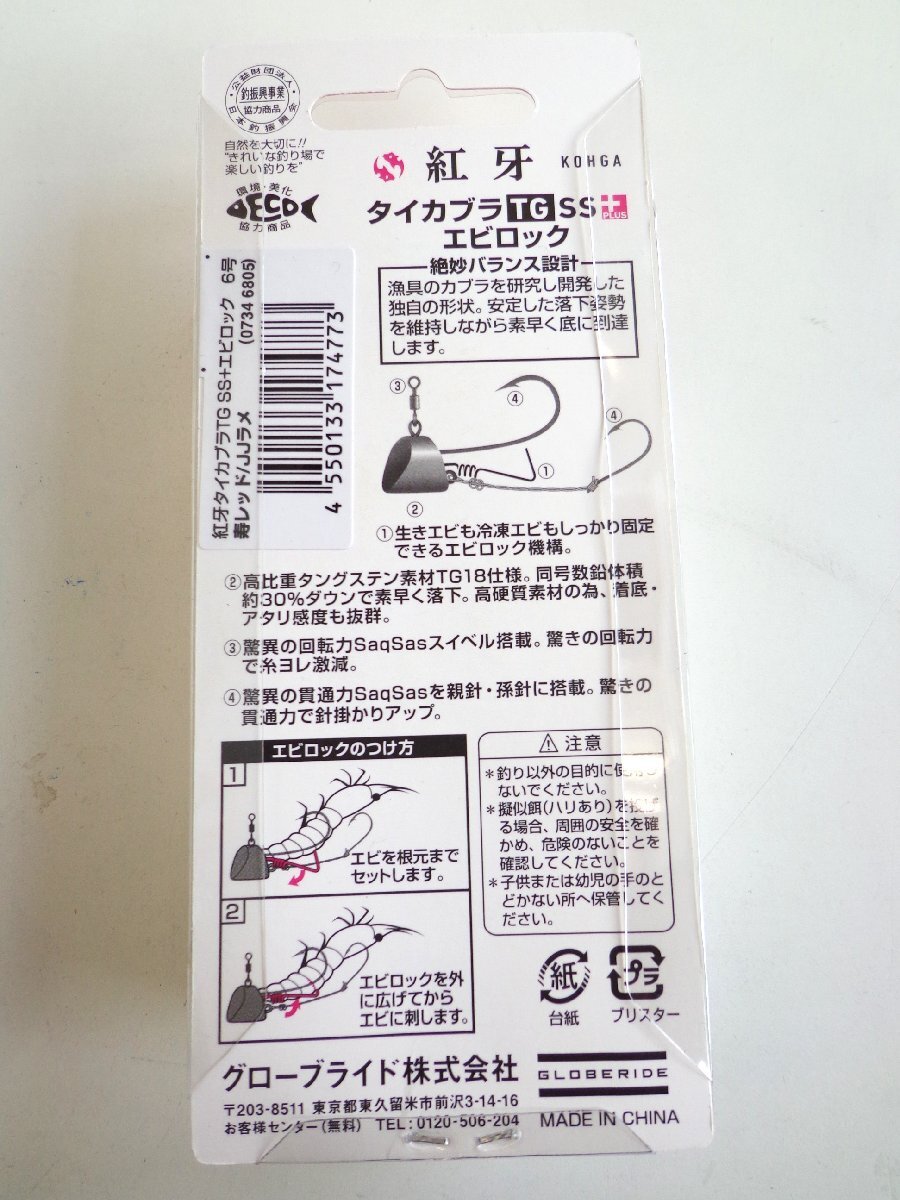 公益財団法人
釣振興事業
協力商品
日本釣振興会
自然を大切に!!
"きれいな釣り場で
楽しい釣りを"
環境・美化
ECO
協力商品
紅牙 KOHGA
タイカブラTG SS+
PLUS
エビロック
絶妙バランス設計
漁具のカブラを研究し開発した
独自の形状。安定した落下姿勢
を維持しながら素早く底に到達
します。
紅牙タイカブラTG SS+エビロック 6号
寿レッド/JJラメ (0734 6805)
4 550133 174773
③
④
④
①
②
①生きエビも冷凍エビもしっかり固定
できるエビロック機構。
②高比重タングステン素材TG18仕様。同号数鉛体積
約30%ダウンで素早く落下。高硬質素材の為、着底・
アタリ感度も抜群。
③驚異の回転力SaqSasスイベル搭載。驚きの回転力
で糸ヨレ激減。
④驚異の貫通力SaqSasを親針・孫針に搭載。驚きの
貫通力で針掛かりアップ。
エビロックのつけ方
1
エビを根元まで
セットします。
2
エビロックを外
に広げてから
エビに刺します。
注意
*釣り以外の目的に使用し
ないでください。
*擬似餌(ハリあり)を投げ
る場合、周囲の安全を確
かめ、危険のないことを
確認してください。
*子供または幼児の手のと
どかない所へ保管してく
ださい。
紙
台紙
プラ
ブリスター
グローブライド株式会社
〒203-8511 東京都東久留米市前沢3-14-16
お客様センター(無料) TEL:0120-506-204
GLOBERIDE
MADE IN CHINA